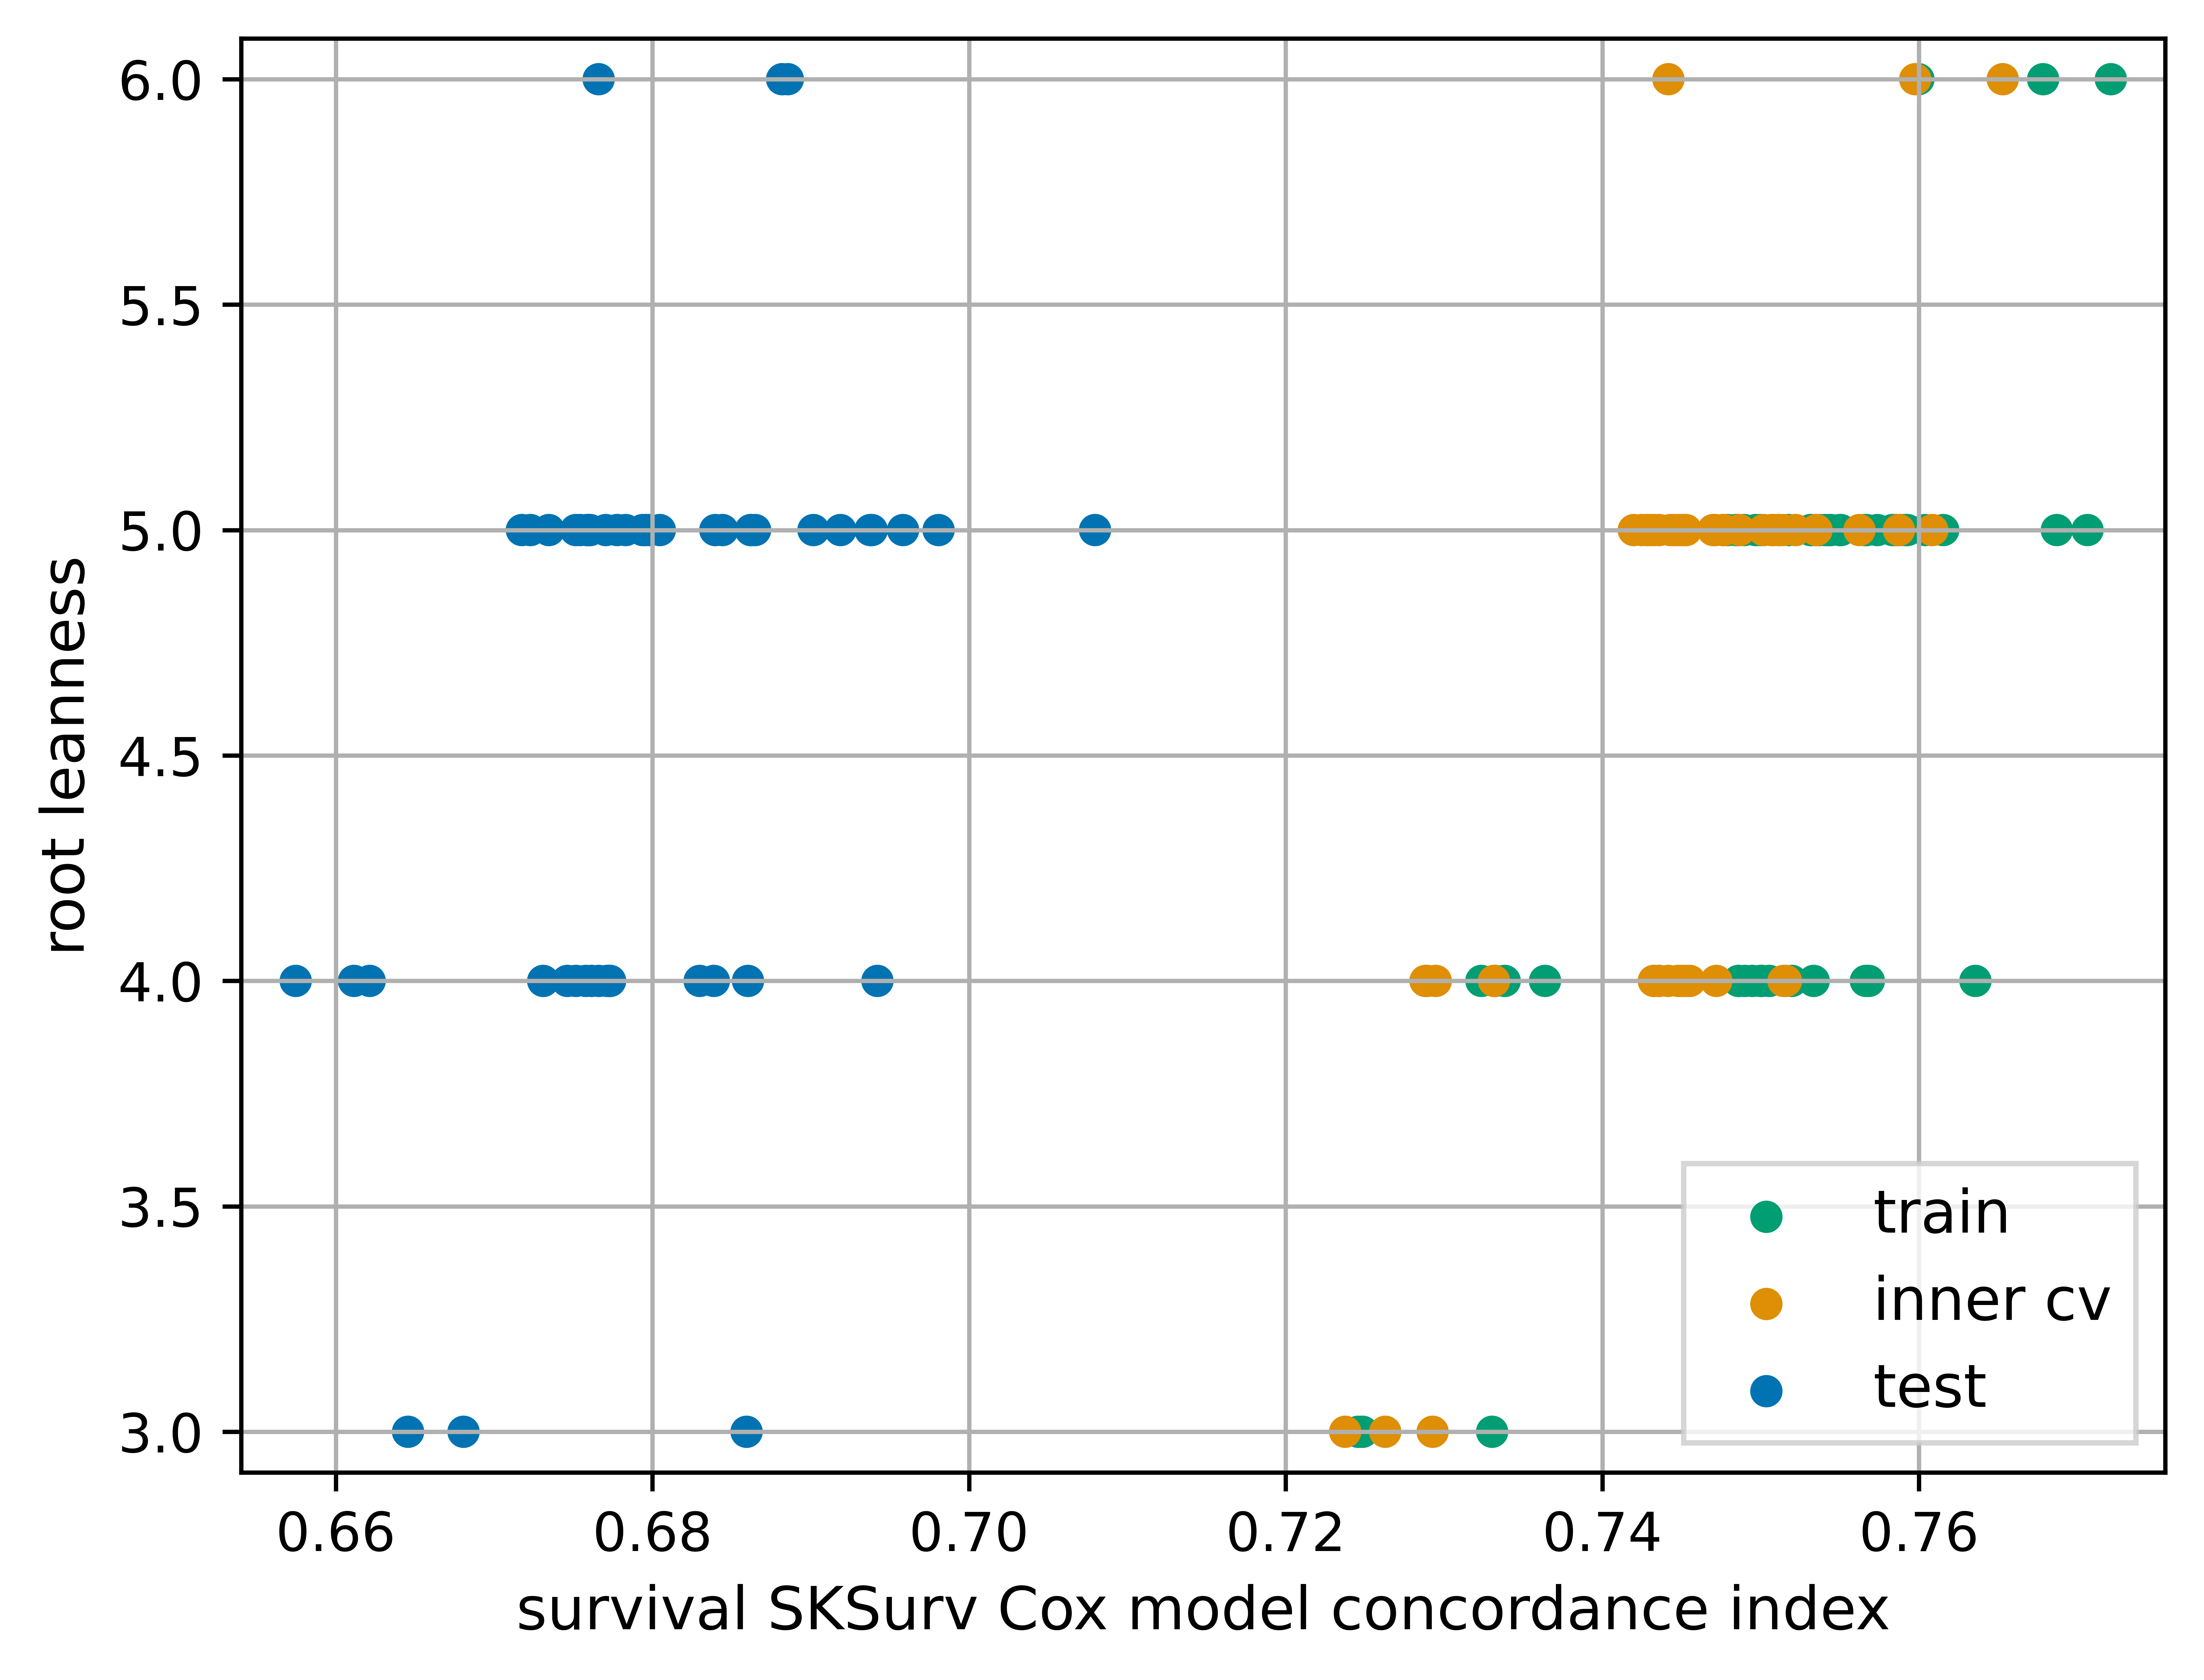 6.0
5.5
5.0
4.5
4.0
3.5
3.0
root leanness
train
inner cv
test
0.66 0.68 0.70 0.72 0.74 0.76
survival SKSurv Cox model concordance index